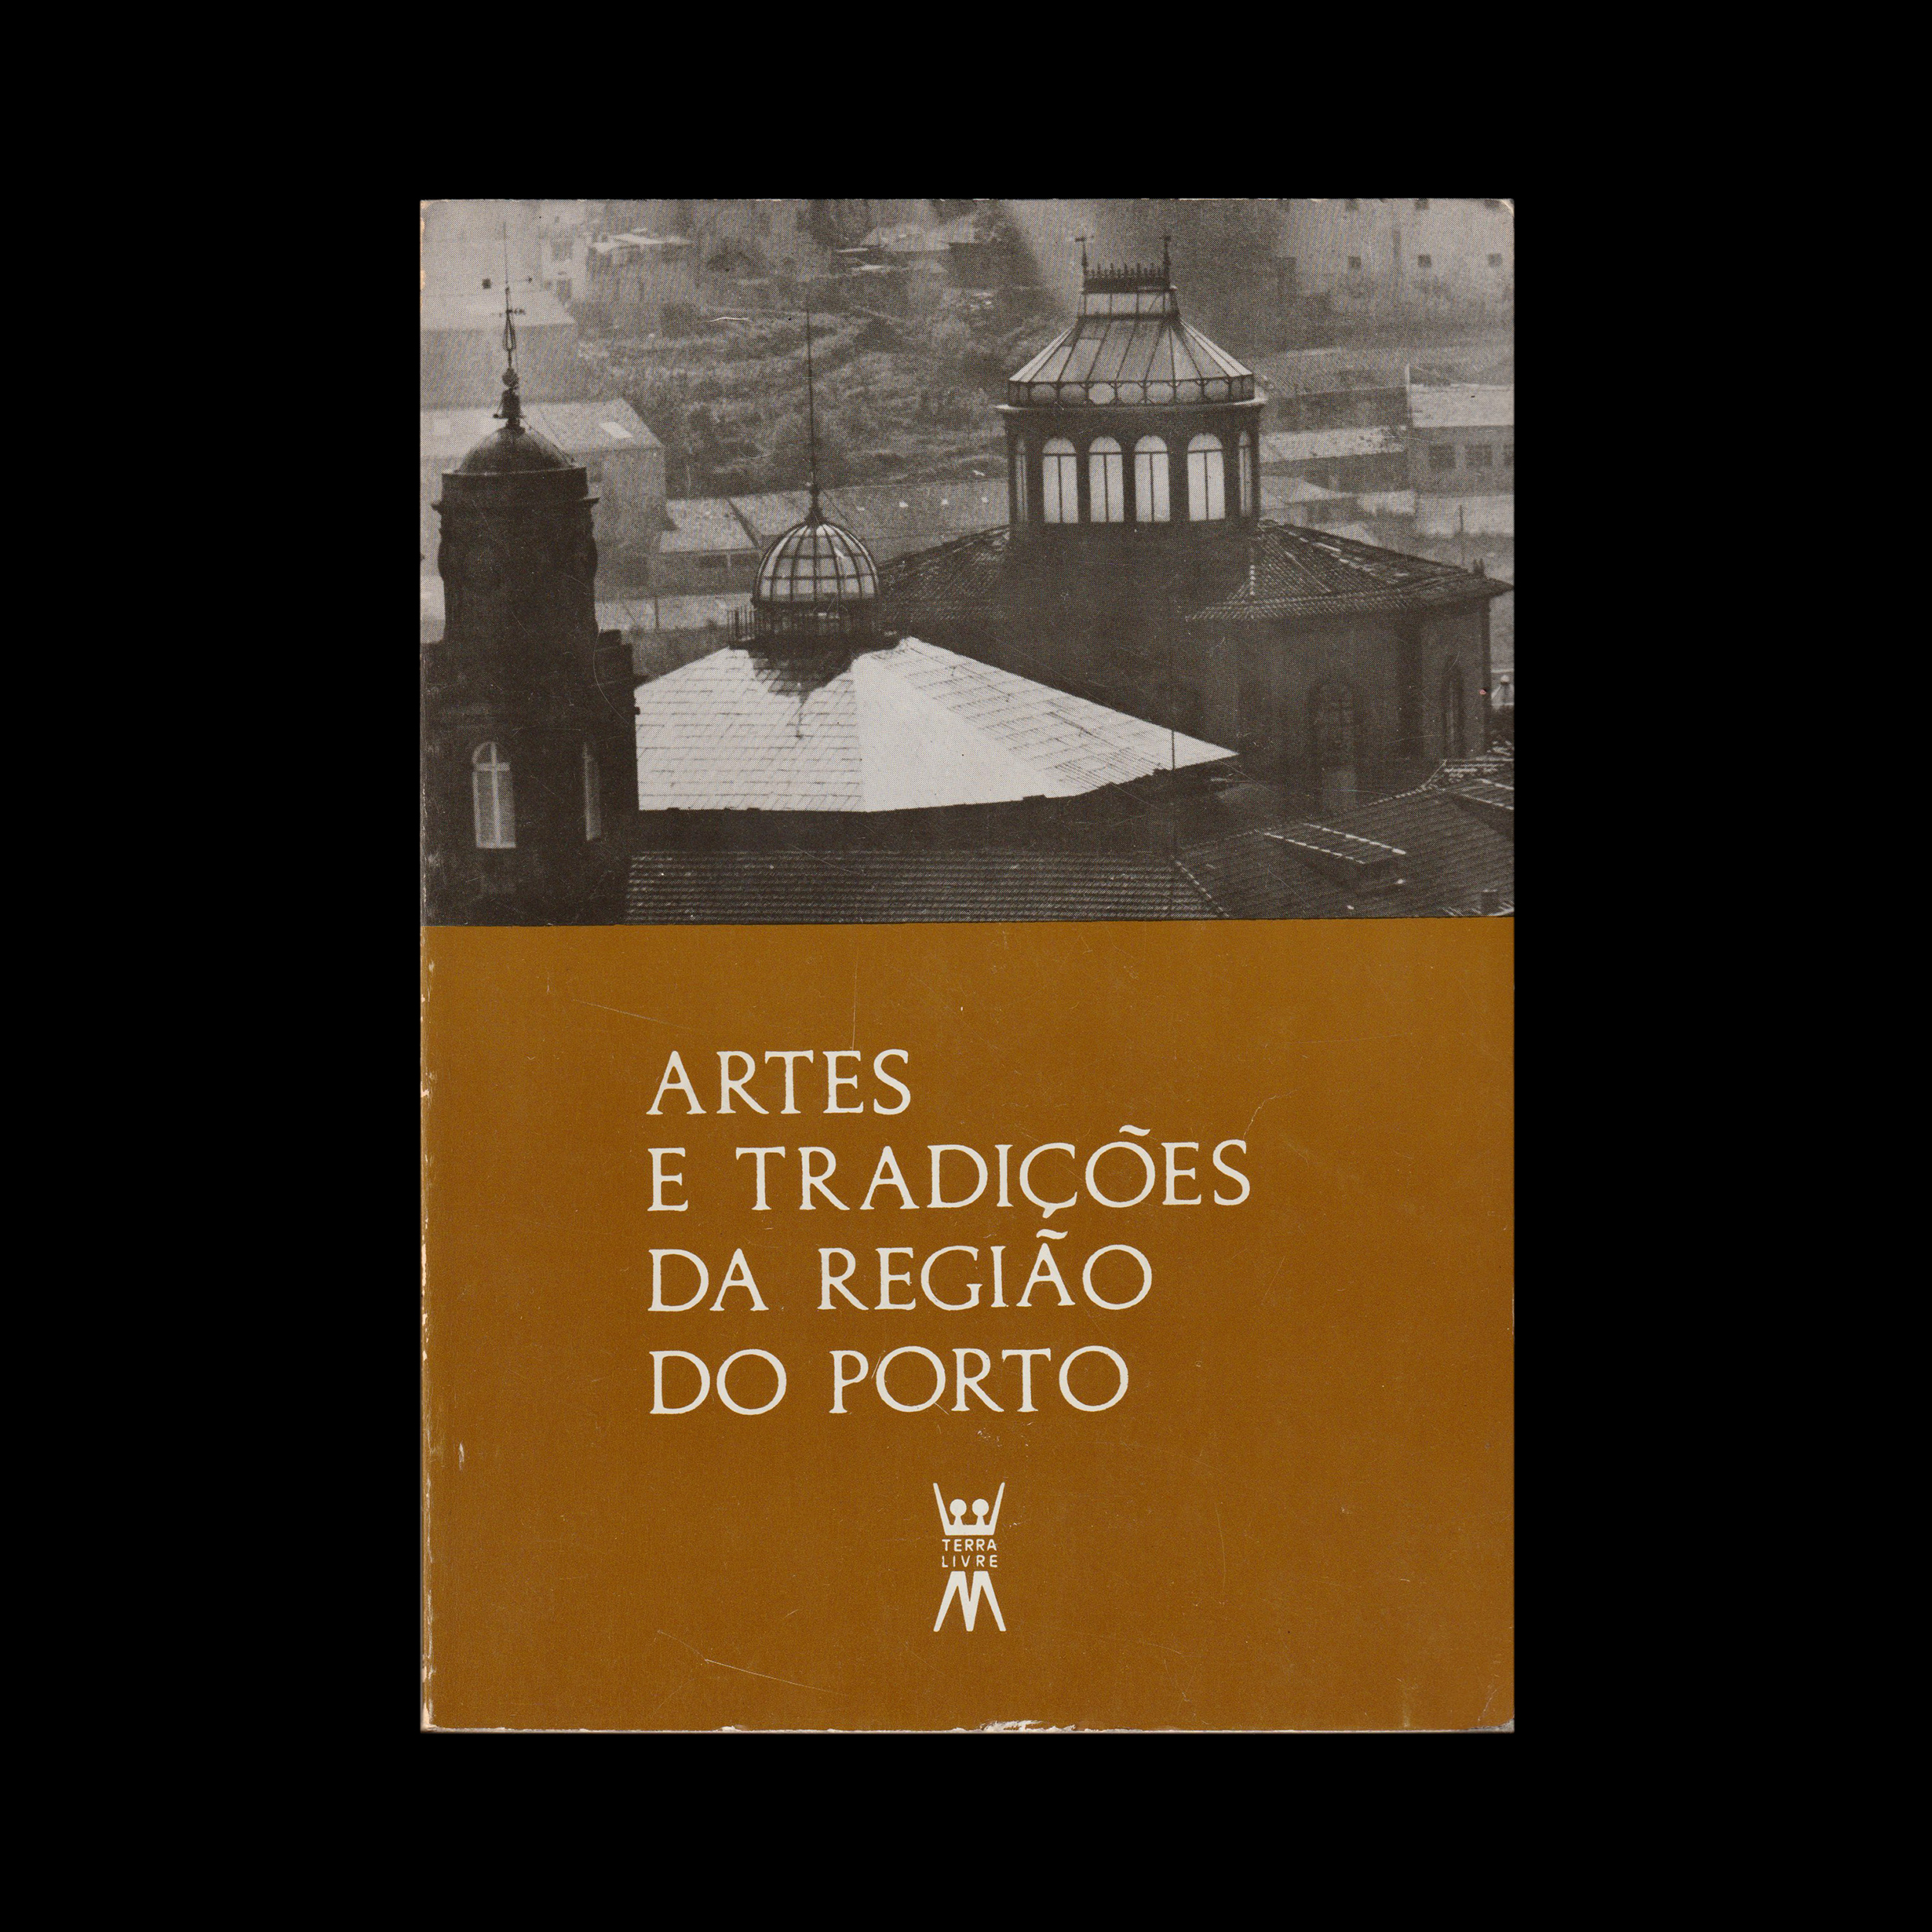 ARTES
E TRADIÇÕES
DA REGIÃO
DO PORTO
TERRA
LIVRE